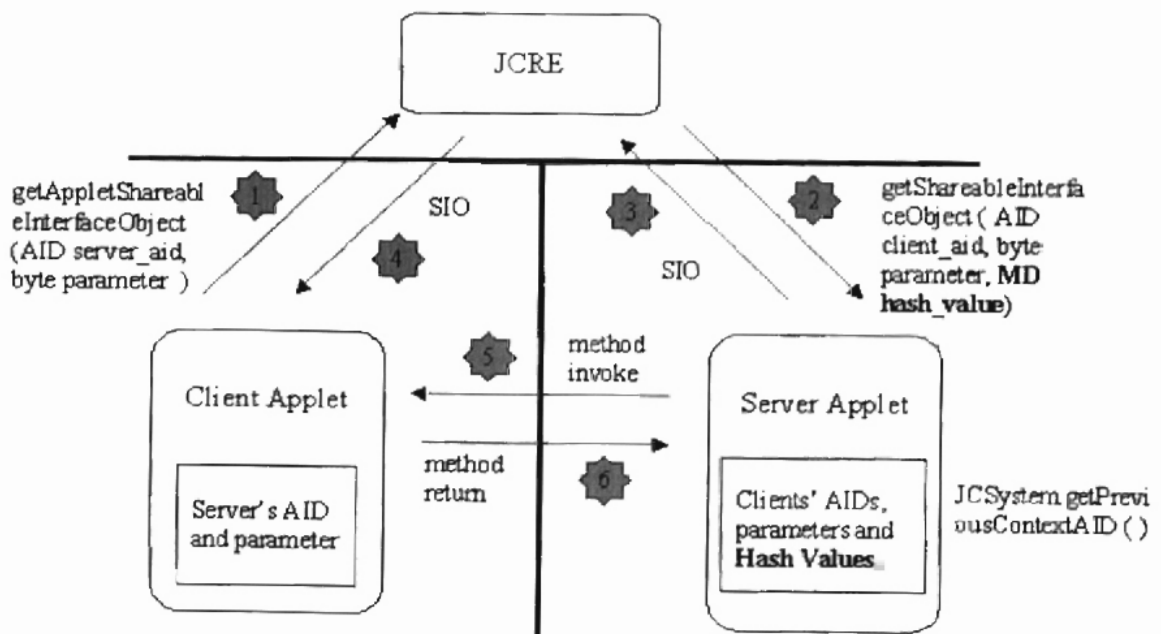 JCRE
getAppletShareabl
eInterfaceObject
(AID server_aid,
byte parameter )
1
SIO
4
3
SIO
2
getShareableInterfa
ceObject ( AID
client_aid, byte
parameter, MD
hash_value)
5
method
invoke
Client Applet
Server Applet
method
return
6
Server's AID
and parameter
Clients' AIDs,
parameters and
Hash Values
JCSystem getPrevi
ousContextAID ( )